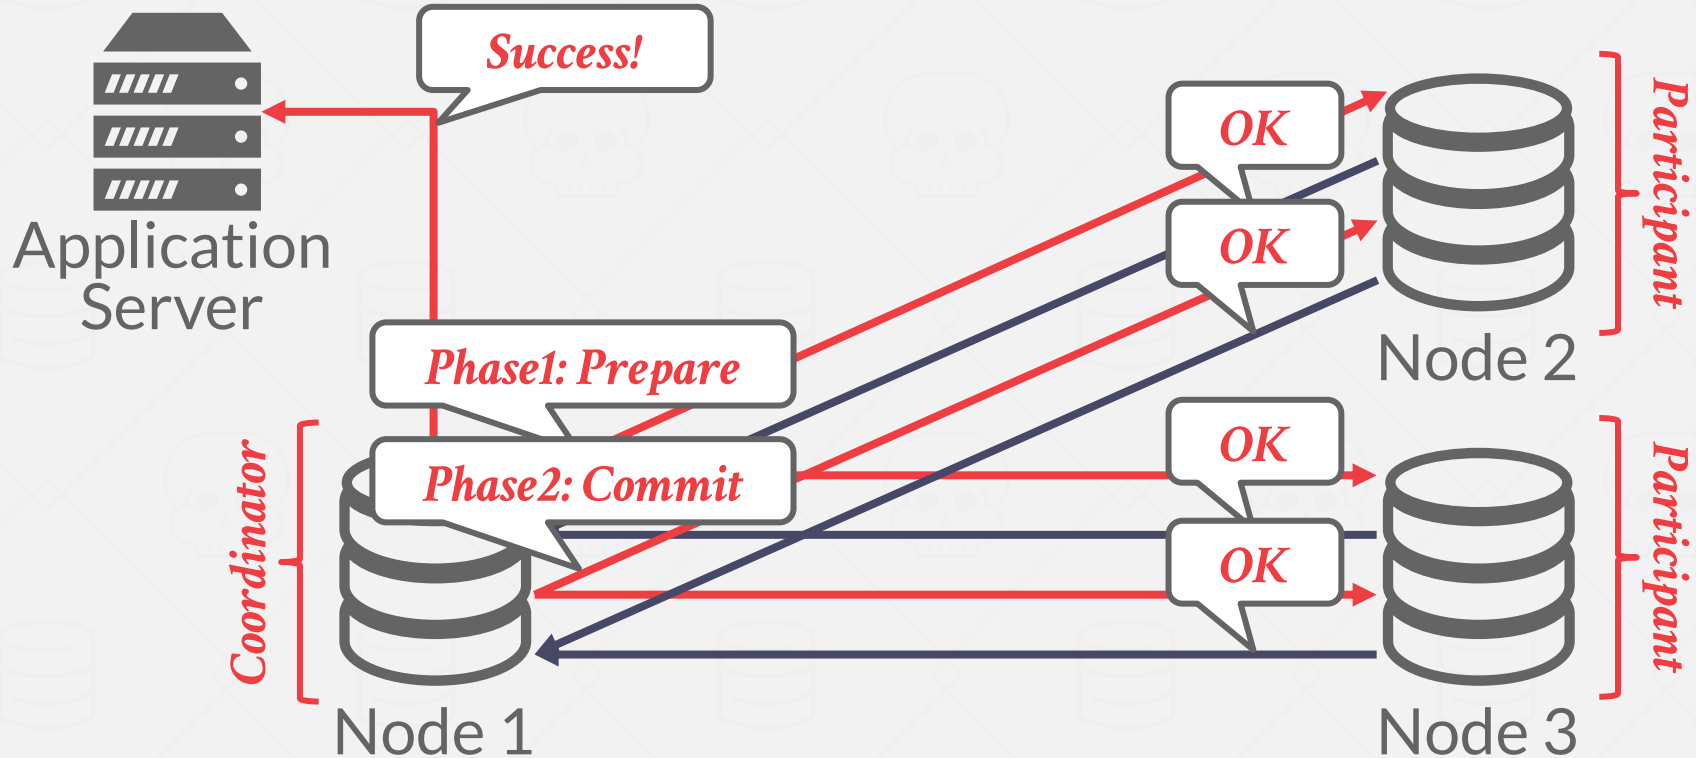 Success!
Application
Server
OK
OK
Participant
Node 2
Phase1: Prepare
Phase2: Commit
Coordinator
OK
OK
Participant
Node 1
Node 3